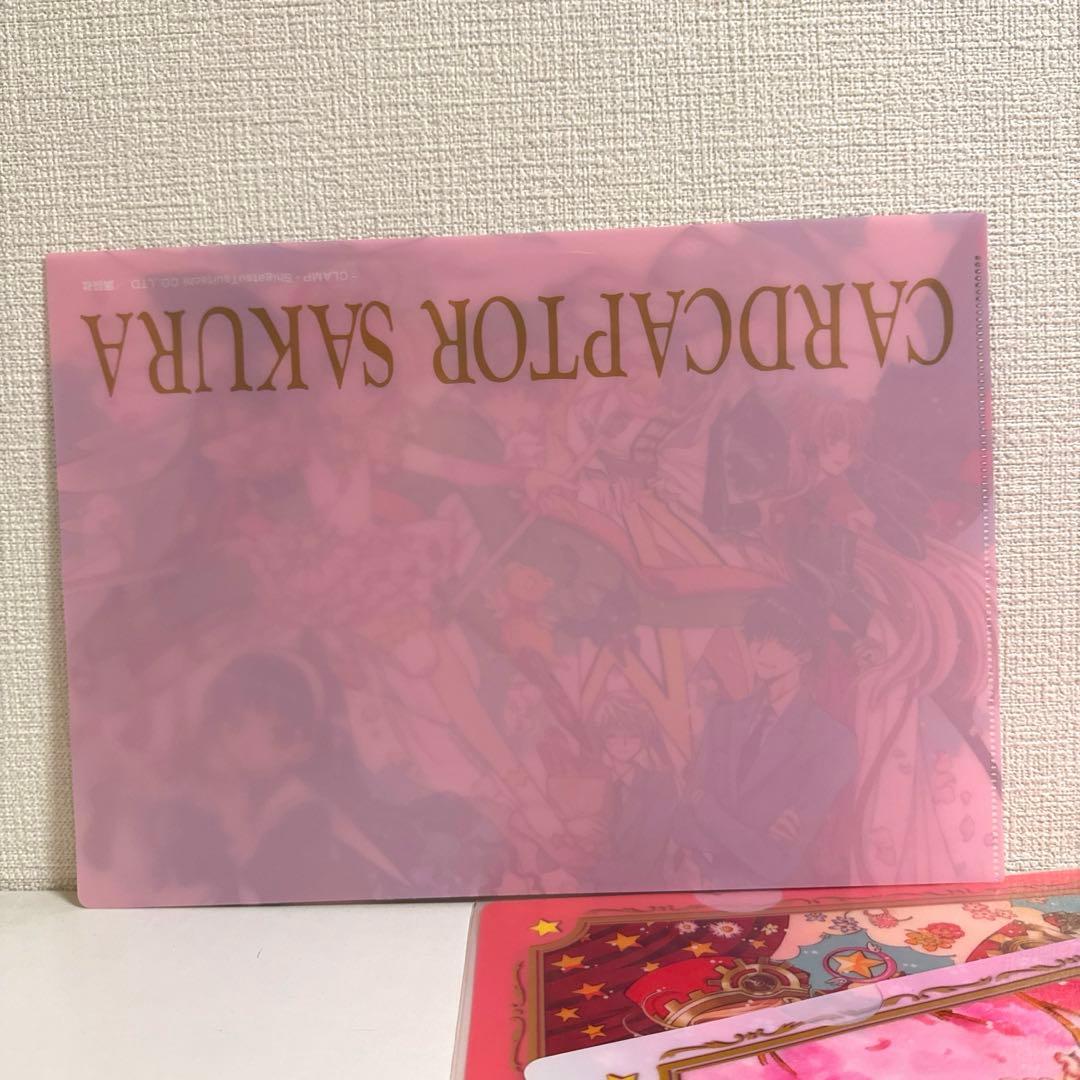 CARDCAPTOR SAKURA
CLAMP・ShigatsuTsuitachi CO.,LTD／講談社